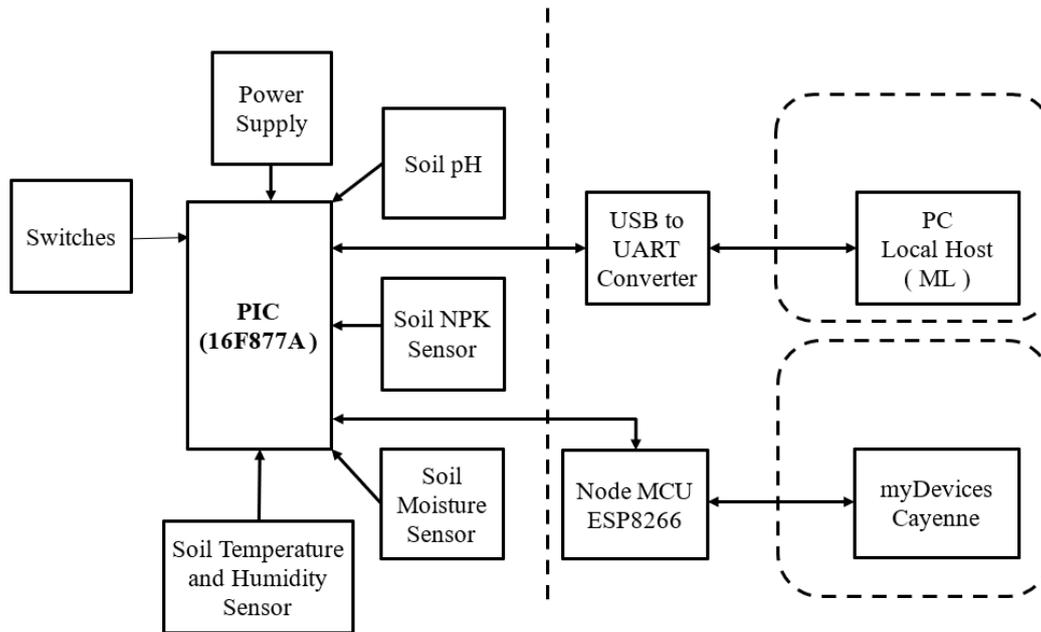 Power
Supply
Soil pH
Switches
USB to
UART
Converter
PC
Local Host
( ML )
PIC
(16F877A )
Soil NPK
Sensor
Soil
Moisture
Sensor
Node MCU
ESP8266
myDevices
Cayenne
Soil Temperature
and Humidity
Sensor